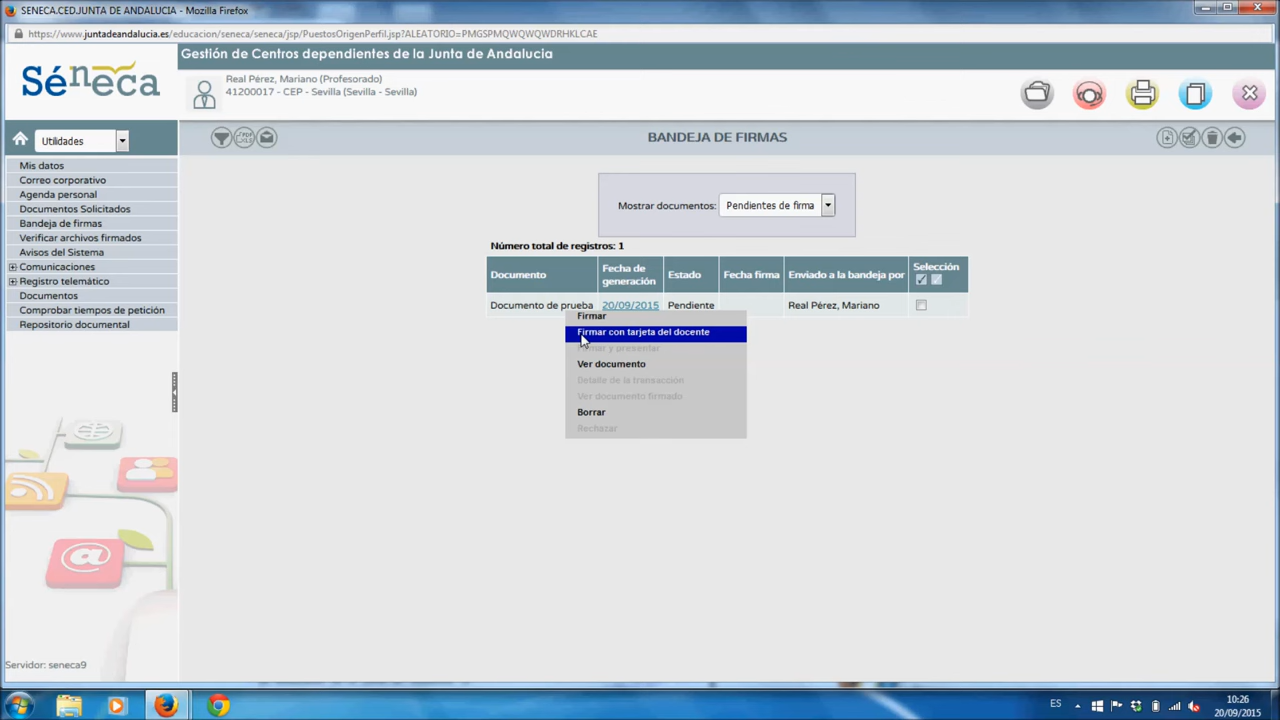 SENECA.CED.JUNTA DE ANDALUCIA - Mozilla Firefox
https://www.juntadeandalucia.es/educacion/seneca/seneca/jsp/PuestosOrigenPerfil.jsp?ALEATORIO=PMGSPMQWQWQWDRHKLCAE
Séneca
Gestión de Centros dependientes de la Junta de Andalucia
Real Pérez, Mariano (Profesorado)
41200017 - CEP - Sevilla (Sevilla - Sevilla)
Utilidades
BANDEJA DE FIRMAS
Mis datos
Correo corporativo
Agenda personal
Documentos Solicitados
Bandeja de firmas
Verificar archivos firmados
Avisos del Sistema
Comunicaciones
Registro telemático
Documentos
Comprobar tiempos de petición
Repositorio documental
Mostrar documentos: Pendientes de firma
Número total de registros: 1
Documento Fecha de generación Estado Fecha firma Enviado a la bandeja por Selección
Documento de prueba 20/09/2015 Pendiente Real Pérez, Mariano
Firmar
Firmar con tarjeta del docente
Firmar y presentar
Ver documento
Detalle de la transacción
Ver documento firmado
Borrar
Rechazar
Servidor: seneca9
ES
10:26
20/09/2015